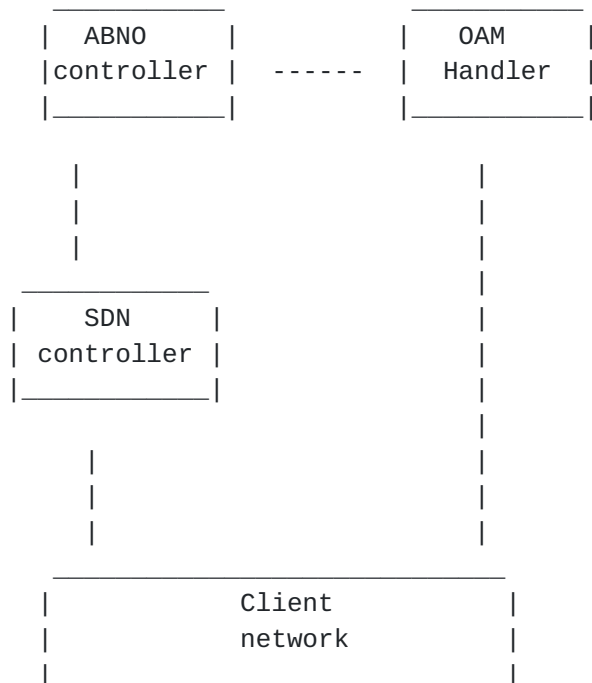 ABNO OAM
controller ------ Handler
SDN
controller
Client
network